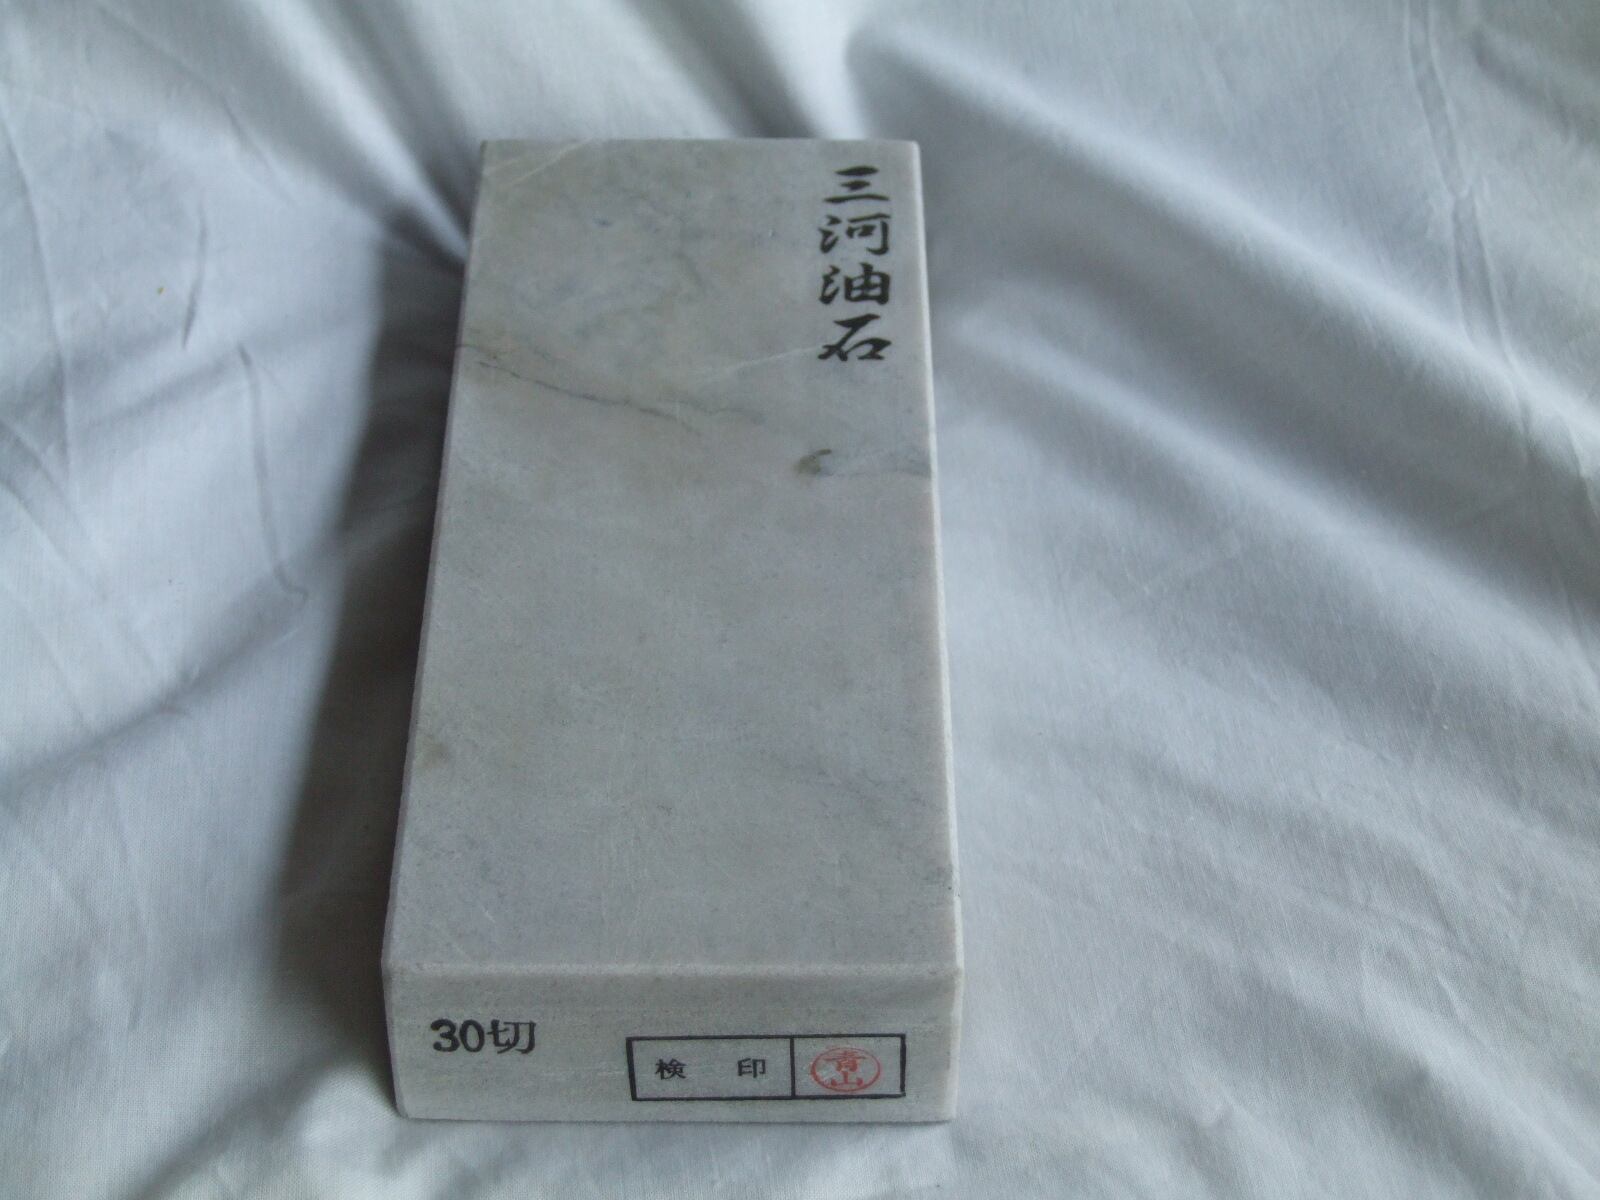 三河油石
30切
検 印
青山